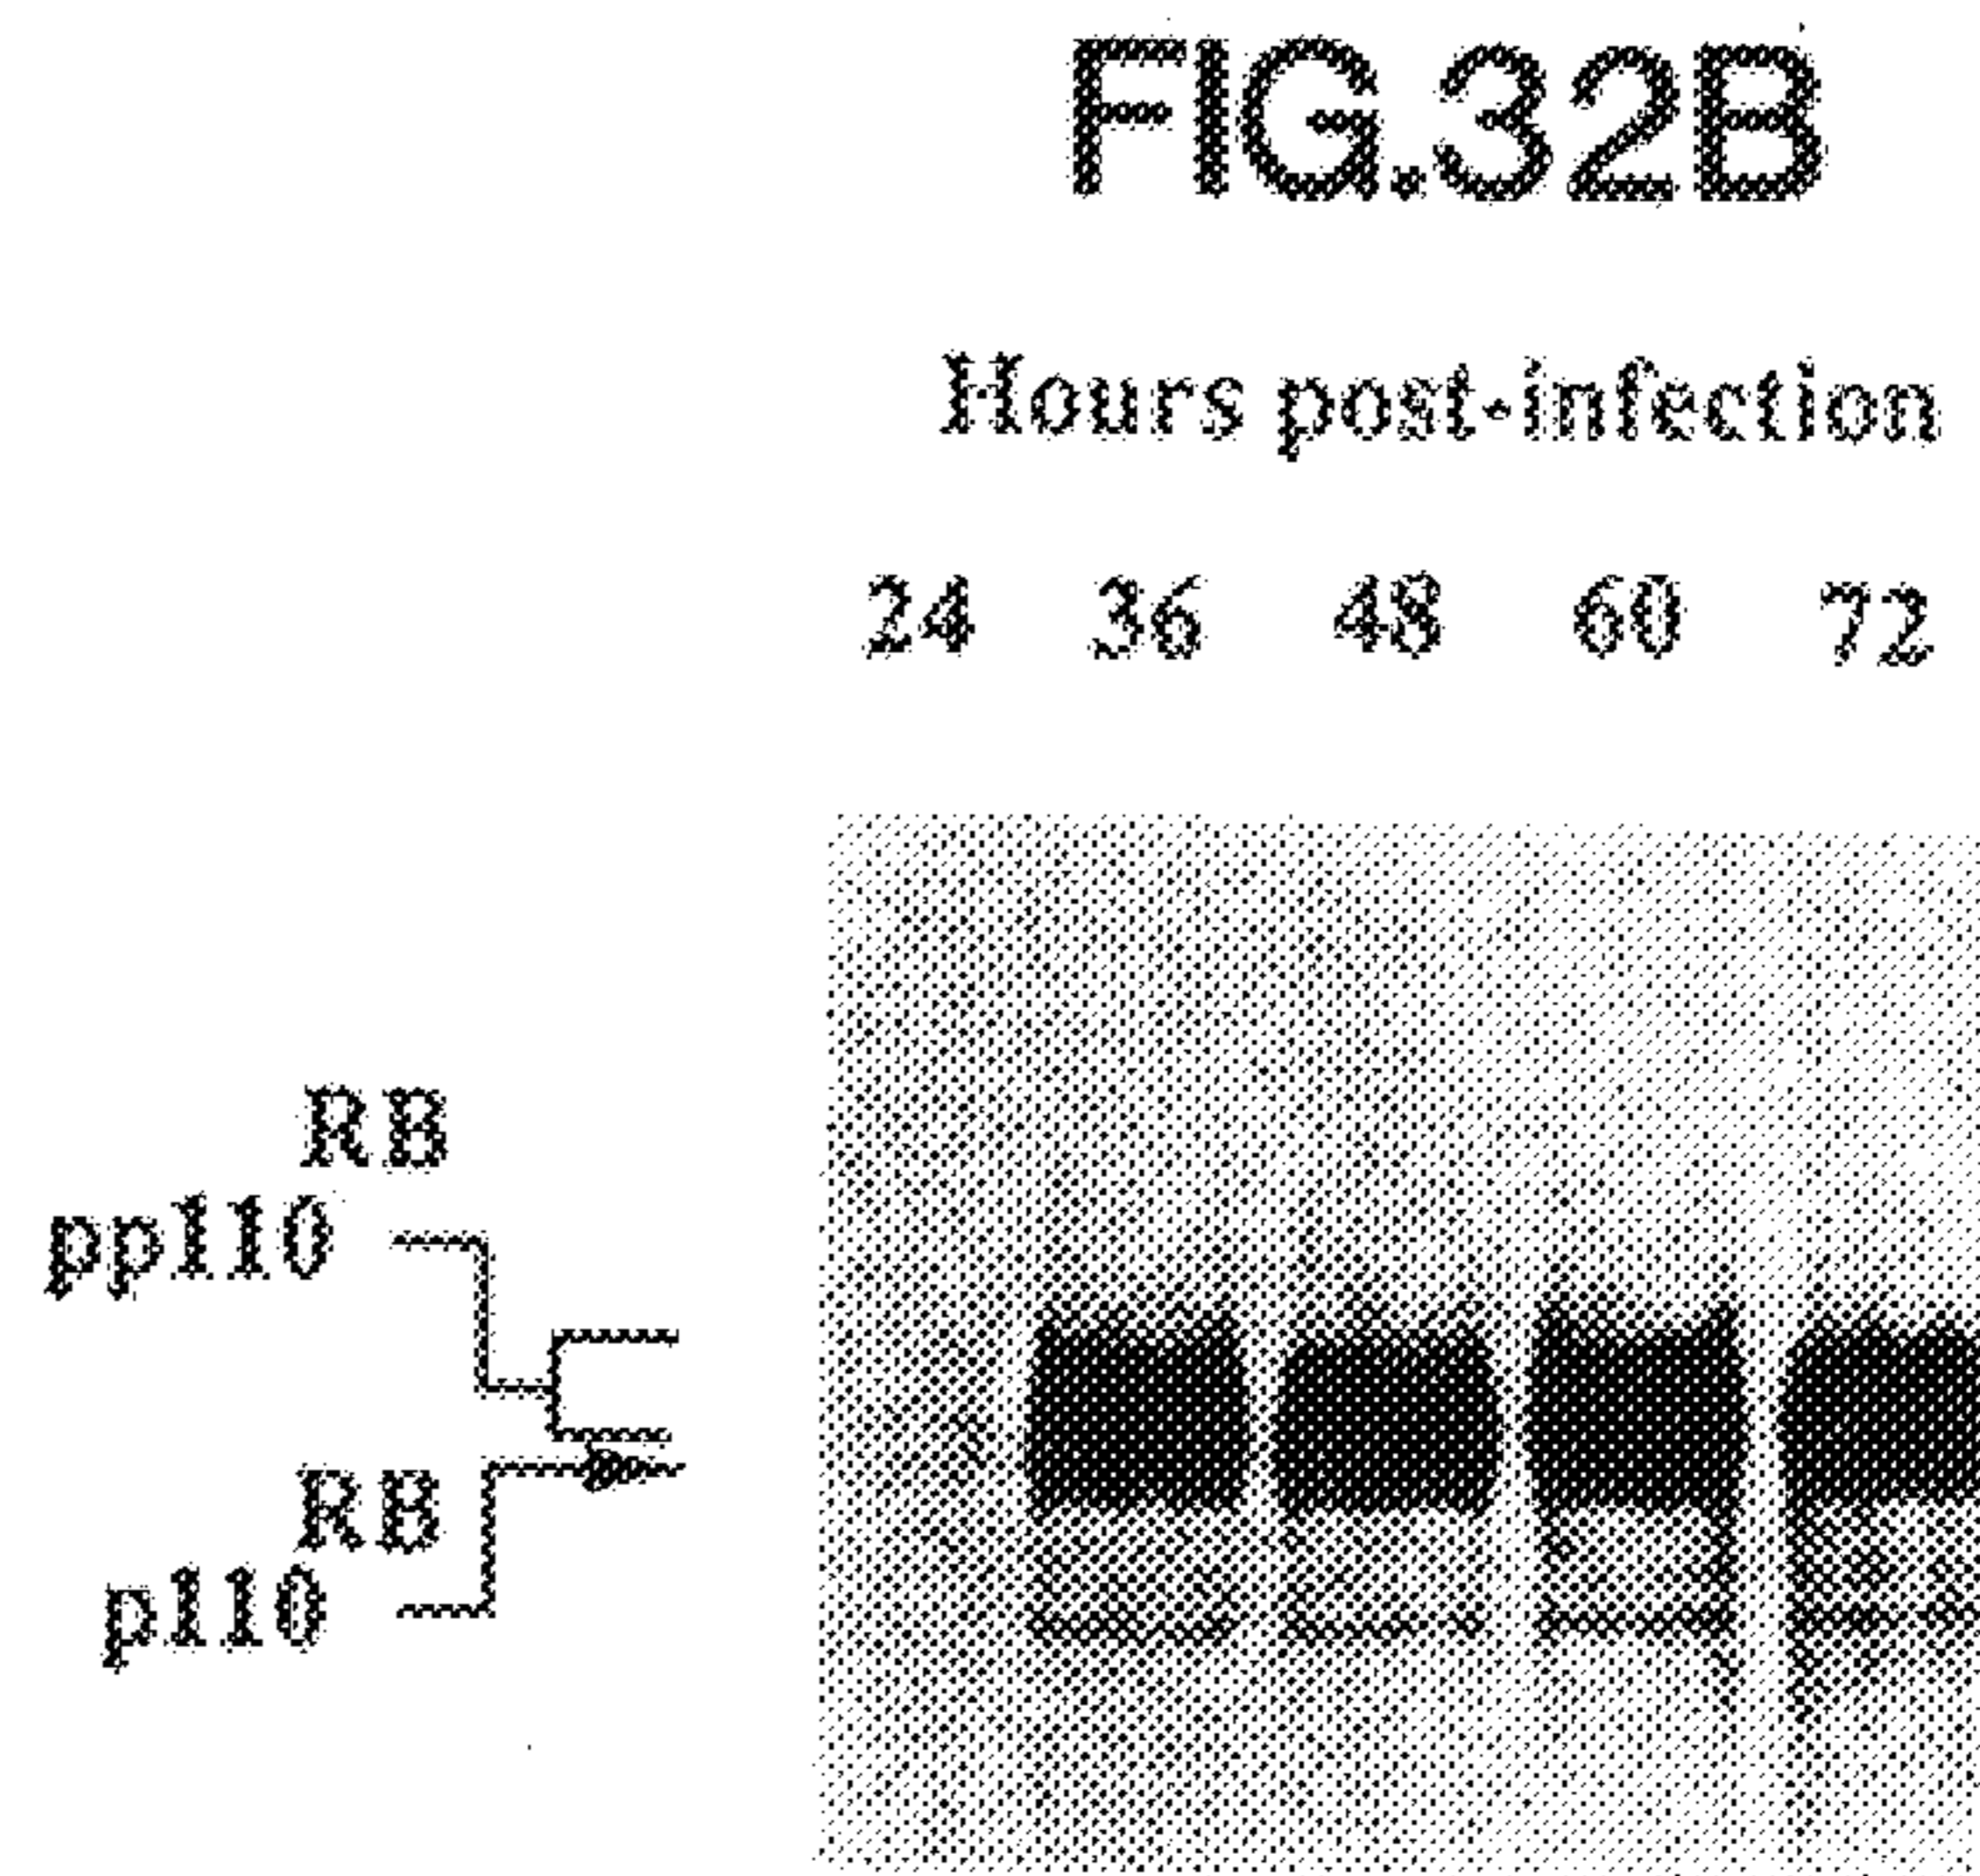 FIG.32B
Hours post-infection
24 36 48 60 72
RB
pp110
RB
p110